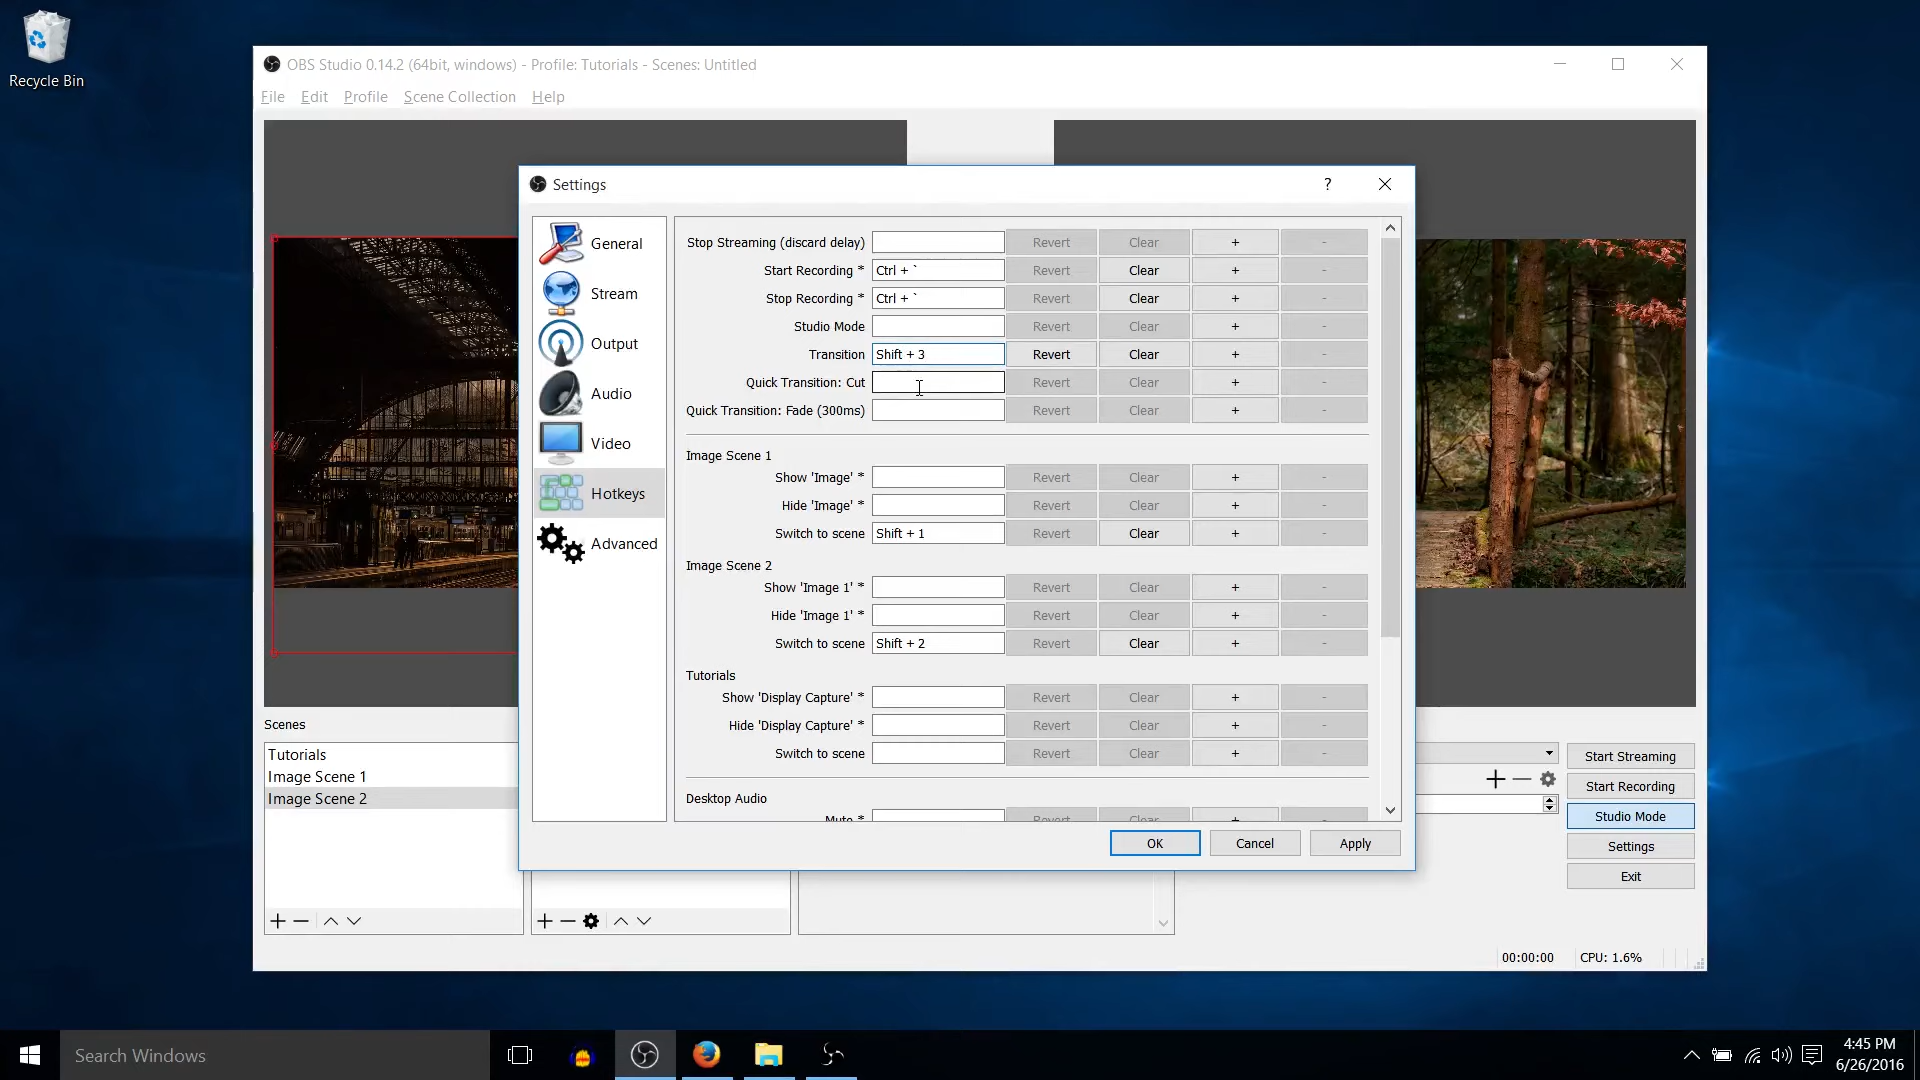 Recycle Bin
OBS Studio 0.14.2 (64bit, windows) - Profile: Tutorials - Scenes: Untitled
File Edit Profile Scene Collection Help
Settings ?
General
Stream
Output
Audio
Video
Hotkeys
Advanced
Stop Streaming (discard delay) Revert Clear + -
Start Recording * Ctrl + ` Revert Clear + -
Stop Recording * Ctrl + ` Revert Clear + -
Studio Mode Revert Clear + -
Transition Shift + 3 Revert Clear + -
Quick Transition: Cut Revert Clear + -
Quick Transition: Fade (300ms) Revert Clear + -
Image Scene 1
Show 'Image' * Revert Clear + -
Hide 'Image' * Revert Clear + -
Switch to scene Shift + 1 Revert Clear + -
Image Scene 2
Show 'Image 1' * Revert Clear + -
Hide 'Image 1' * Revert Clear + -
Switch to scene Shift + 2 Revert Clear + -
Tutorials
Show 'Display Capture' * Revert Clear + -
Hide 'Display Capture' * Revert Clear + -
Switch to scene Revert Clear + -
Desktop Audio
Mute * Revert Clear + -
OK Cancel Apply
Scenes
Tutorials
Image Scene 1
Image Scene 2
Start Streaming
Start Recording
Studio Mode
Settings
Exit
00:00:00 CPU: 1.6%
Search Windows
4:45 PM
6/26/2016